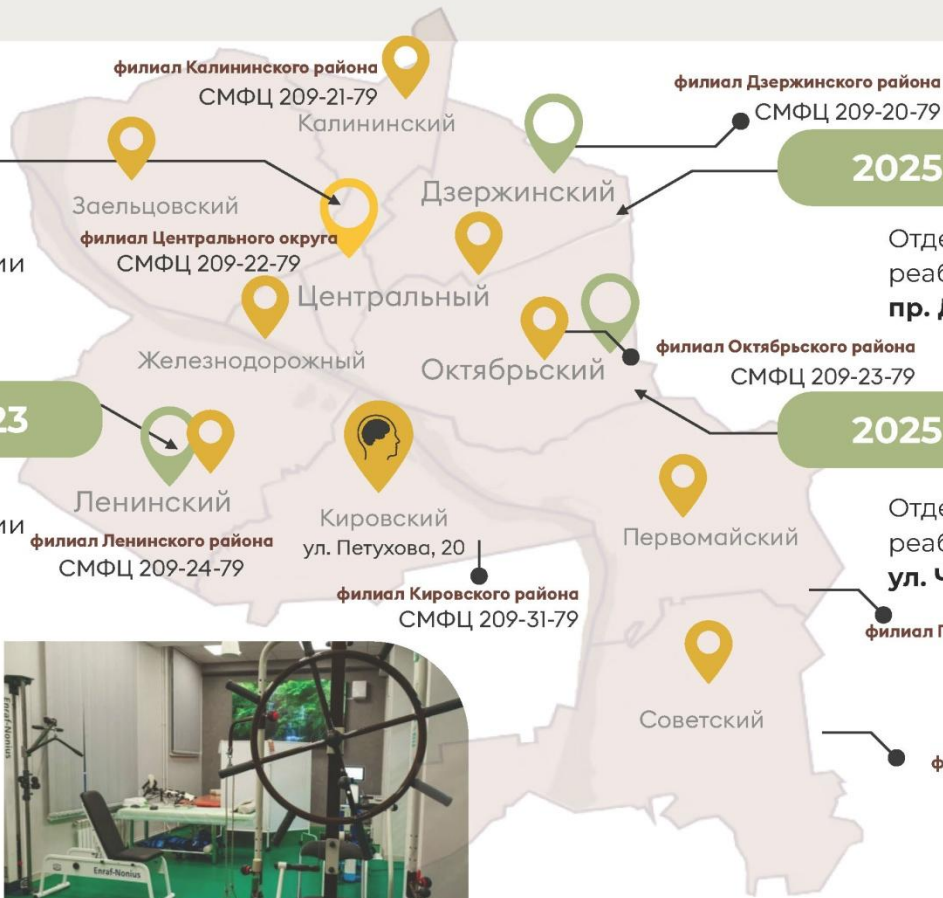 филиал Калининского района
СМФЦ 209-21-79
Калининский
филиал Дзержинского района
СМФЦ 209-20-79
2025
Дзержинский
Заельцовский
филиал Центрального округа
СМФЦ 209-22-79
ии
Центральный
Отде
реаб
пр. Д
Железнодорожный
Октябрьский
филиал Октябрьского района
СМФЦ 209-23-79
23
2025
Ленинский
ии
филиал Ленинского района
СМФЦ 209-24-79
Кировский
ул. Петухова, 20
филиал Кировского района
СМФЦ 209-31-79
Первомайский
Отде
реаб
ул. Ч
филиал П
Советский
ф
Enraf-Nonius
Enraf-Nonius